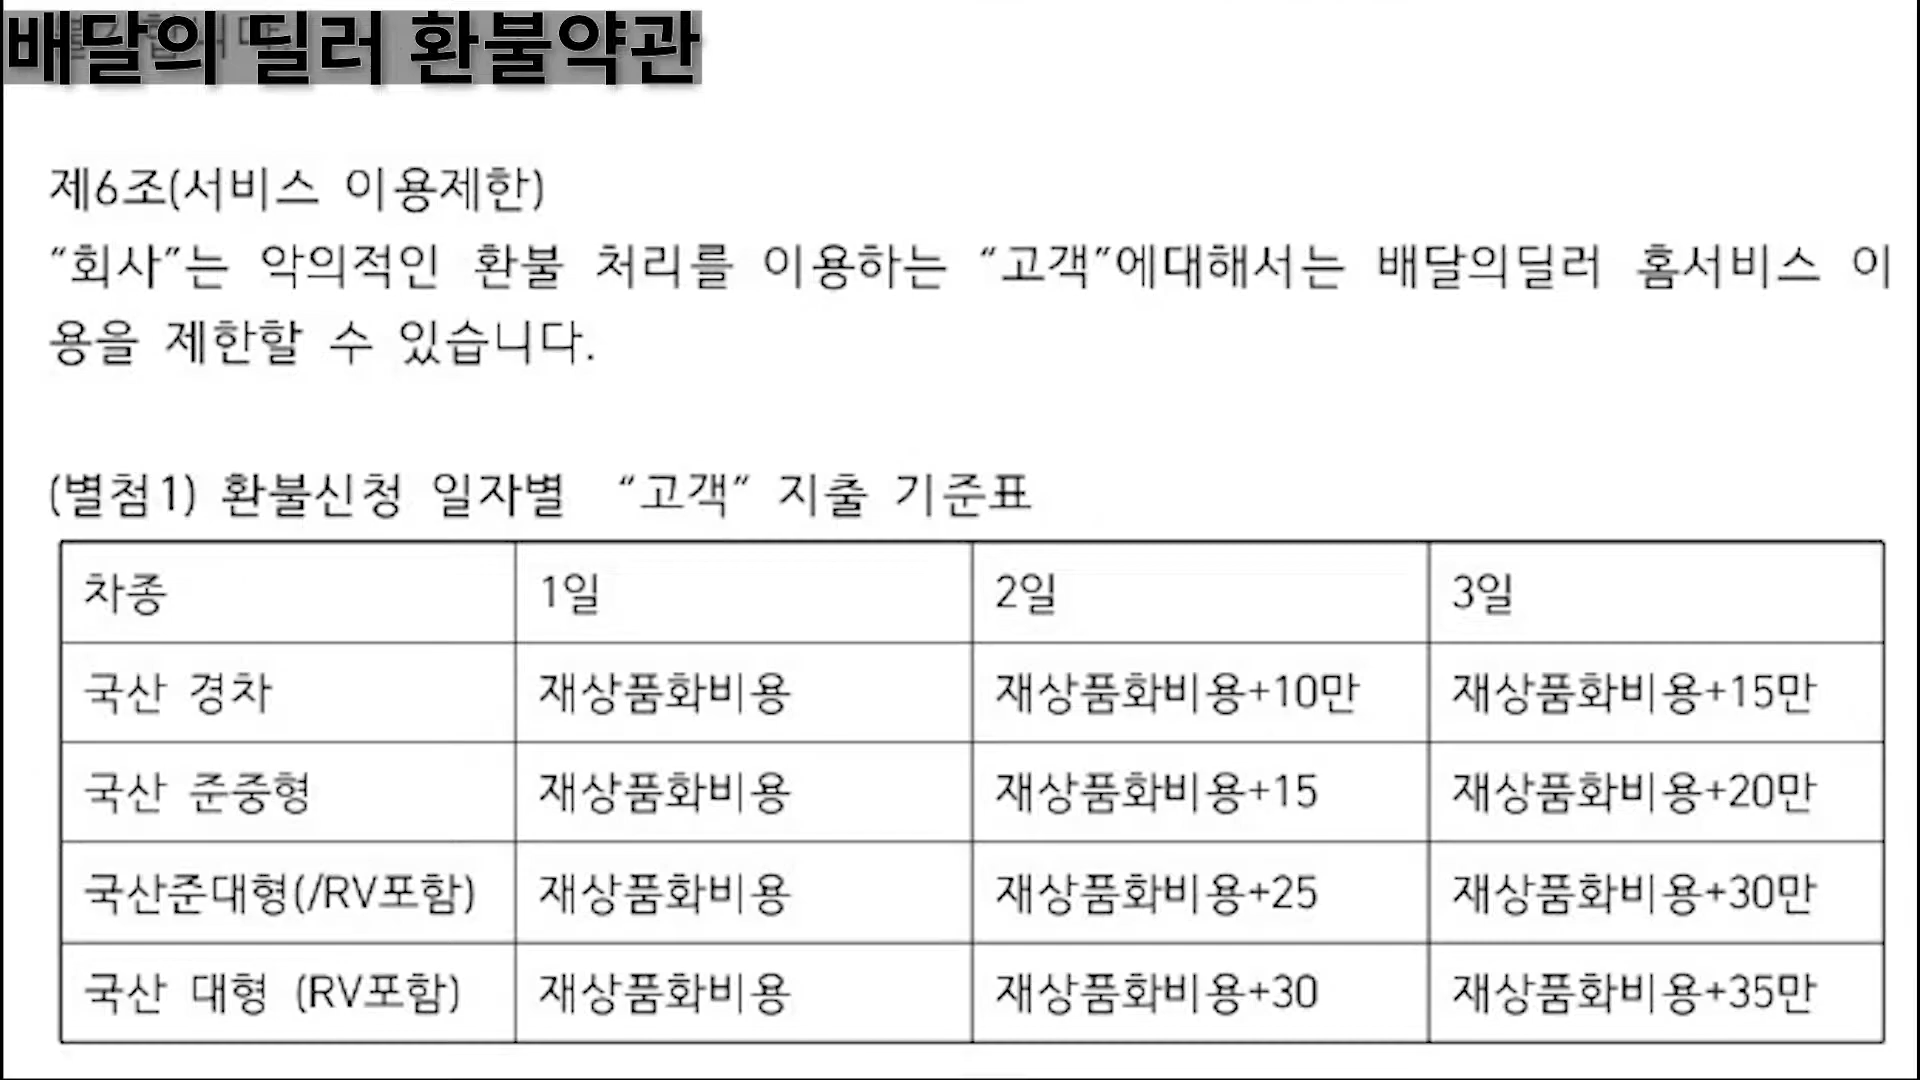 배달의 딜러 환불약관
제6조(서비스 이용제한)
“회사”는 악의적인 환불 처리를 이용하는 “고객”에대해서는 배달의딜러 홈서비스 이
용을 제한할 수 있습니다.
(별첨1) 환불신청 일자별 “고객” 지출 기준표
차종 1일 2일 3일
국산 경차 재상품화비용 재상품화비용+10만 재상품화비용+15만
국산 준중형 재상품화비용 재상품화비용+15 재상품화비용+20만
국산준대형(/RV포함) 재상품화비용 재상품화비용+25 재상품화비용+30만
국산 대형 (RV포함) 재상품화비용 재상품화비용+30 재상품화비용+35만